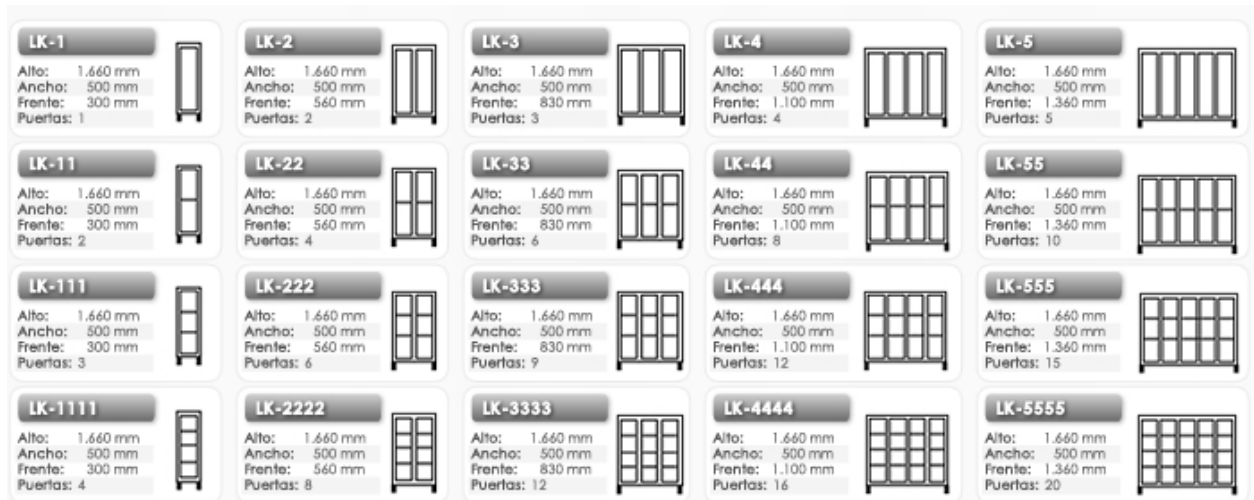 LK-1
Alto: 1.660 mm
Ancho: 500 mm
Frente: 300 mm
Puertas: 1
LK-2
Alto: 1.660 mm
Ancho: 500 mm
Frente: 560 mm
Puertas: 2
LK-3
Alto: 1.660 mm
Ancho: 500 mm
Frente: 830 mm
Puertas: 3
LK-4
Alto: 1.660 mm
Ancho: 500 mm
Frente: 1.100 mm
Puertas: 4
LK-5
Alto: 1.660 mm
Ancho: 500 mm
Frente: 1.360 mm
Puertas: 5
LK-11
Alto: 1.660 mm
Ancho: 500 mm
Frente: 300 mm
Puertas: 2
LK-22
Alto: 1.660 mm
Ancho: 500 mm
Frente: 560 mm
Puertas: 4
LK-33
Alto: 1.660 mm
Ancho: 500 mm
Frente: 830 mm
Puertas: 6
LK-44
Alto: 1.660 mm
Ancho: 500 mm
Frente: 1.100 mm
Puertas: 8
LK-55
Alto: 1.660 mm
Ancho: 500 mm
Frente: 1.360 mm
Puertas: 10
LK-111
Alto: 1.660 mm
Ancho: 500 mm
Frente: 300 mm
Puertas: 3
LK-222
Alto: 1.660 mm
Ancho: 500 mm
Frente: 560 mm
Puertas: 6
LK-333
Alto: 1.660 mm
Ancho: 500 mm
Frente: 830 mm
Puertas: 9
LK-444
Alto: 1.660 mm
Ancho: 500 mm
Frente: 1.100 mm
Puertas: 12
LK-555
Alto: 1.660 mm
Ancho: 500 mm
Frente: 1.360 mm
Puertas: 15
LK-1111
Alto: 1.660 mm
Ancho: 500 mm
Frente: 300 mm
Puertas: 4
LK-2222
Alto: 1.660 mm
Ancho: 500 mm
Frente: 560 mm
Puertas: 8
LK-3333
Alto: 1.660 mm
Ancho: 500 mm
Frente: 830 mm
Puertas: 12
LK-4444
Alto: 1.660 mm
Ancho: 500 mm
Frente: 1.100 mm
Puertas: 16
LK-5555
Alto: 1.660 mm
Ancho: 500 mm
Frente: 1.360 mm
Puertas: 20